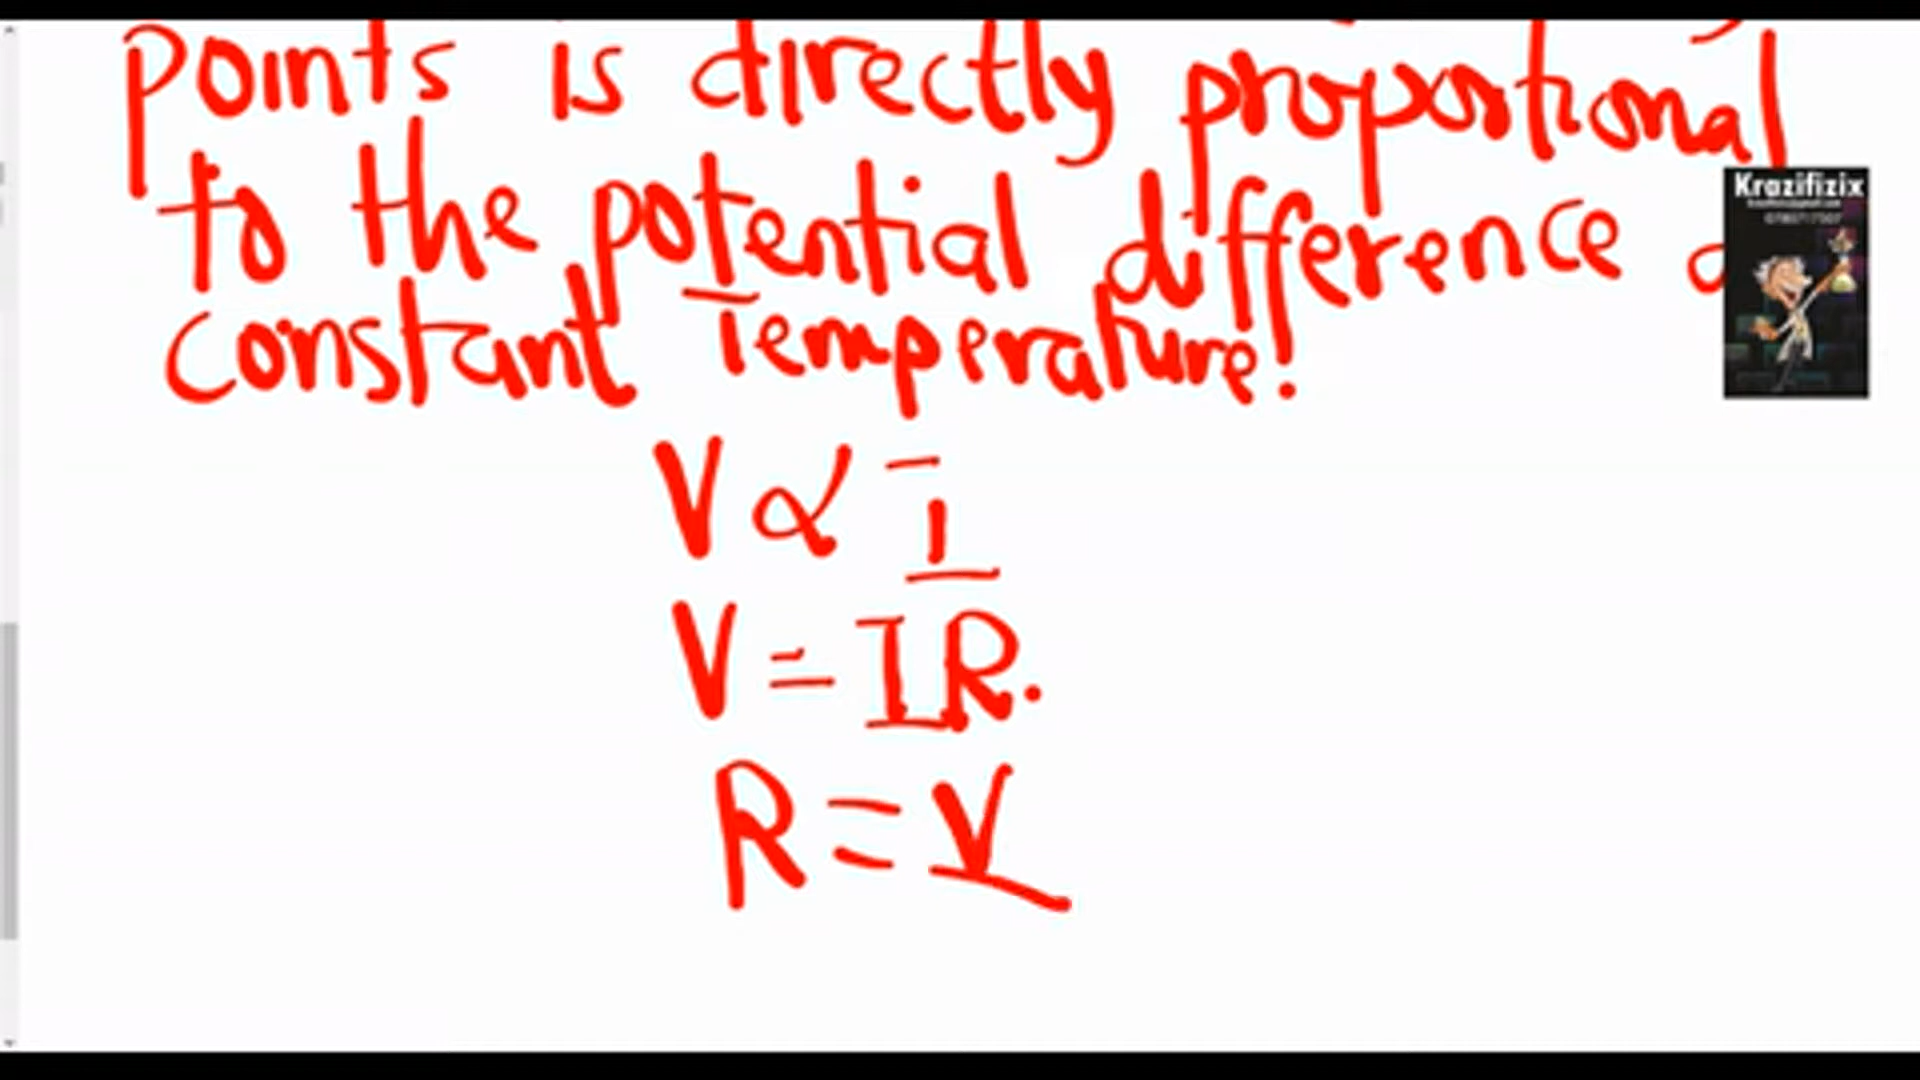 points is directly proportional
to the potential difference
constant Temperature!
V ∝ I
V = IR.
R = V
Krazifizix